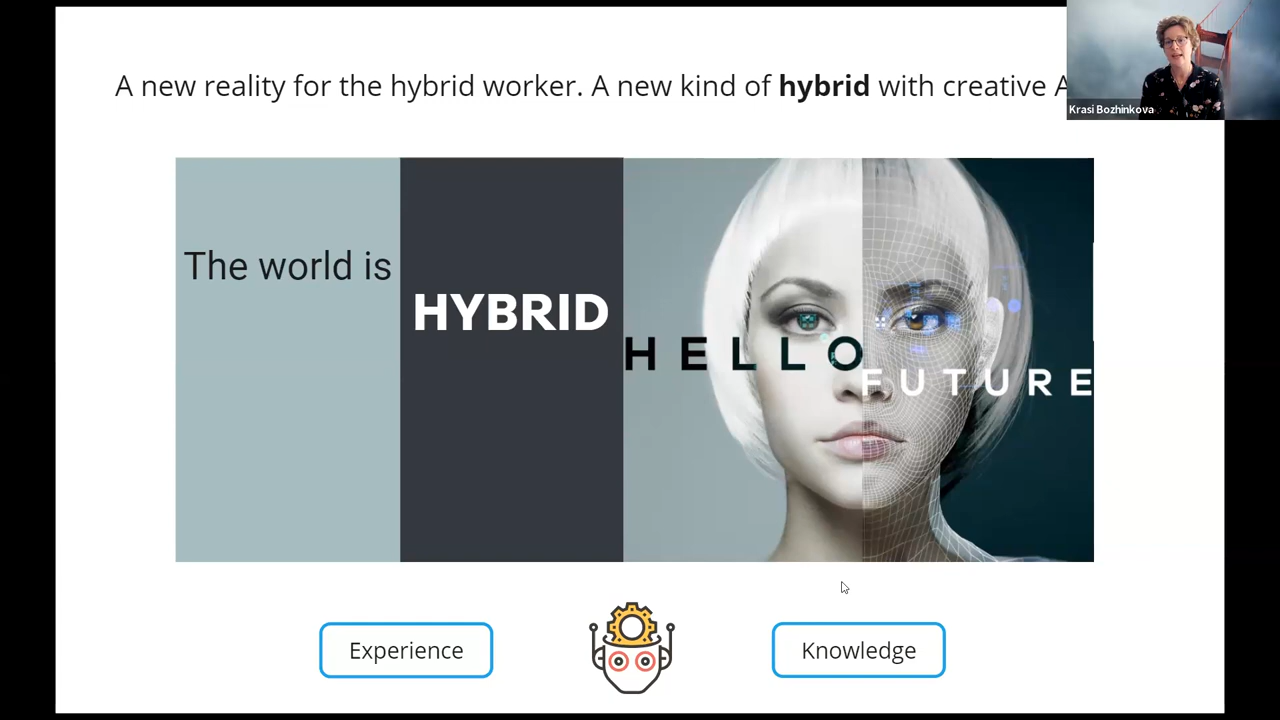 A new reality for the hybrid worker. A new kind of hybrid with creative A
Krasi Bozhinkova
The world is
HYBRID
HELLO
FUTURE
Experience
Knowledge